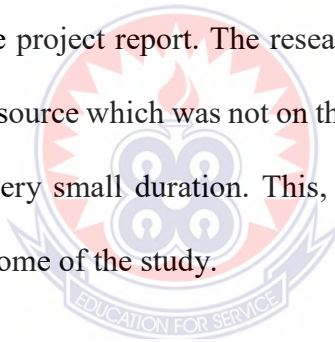 e project report. The resea
source which was not on th
ery small duration. This,
ome of the study.
EDUCATION FOR SERVICE